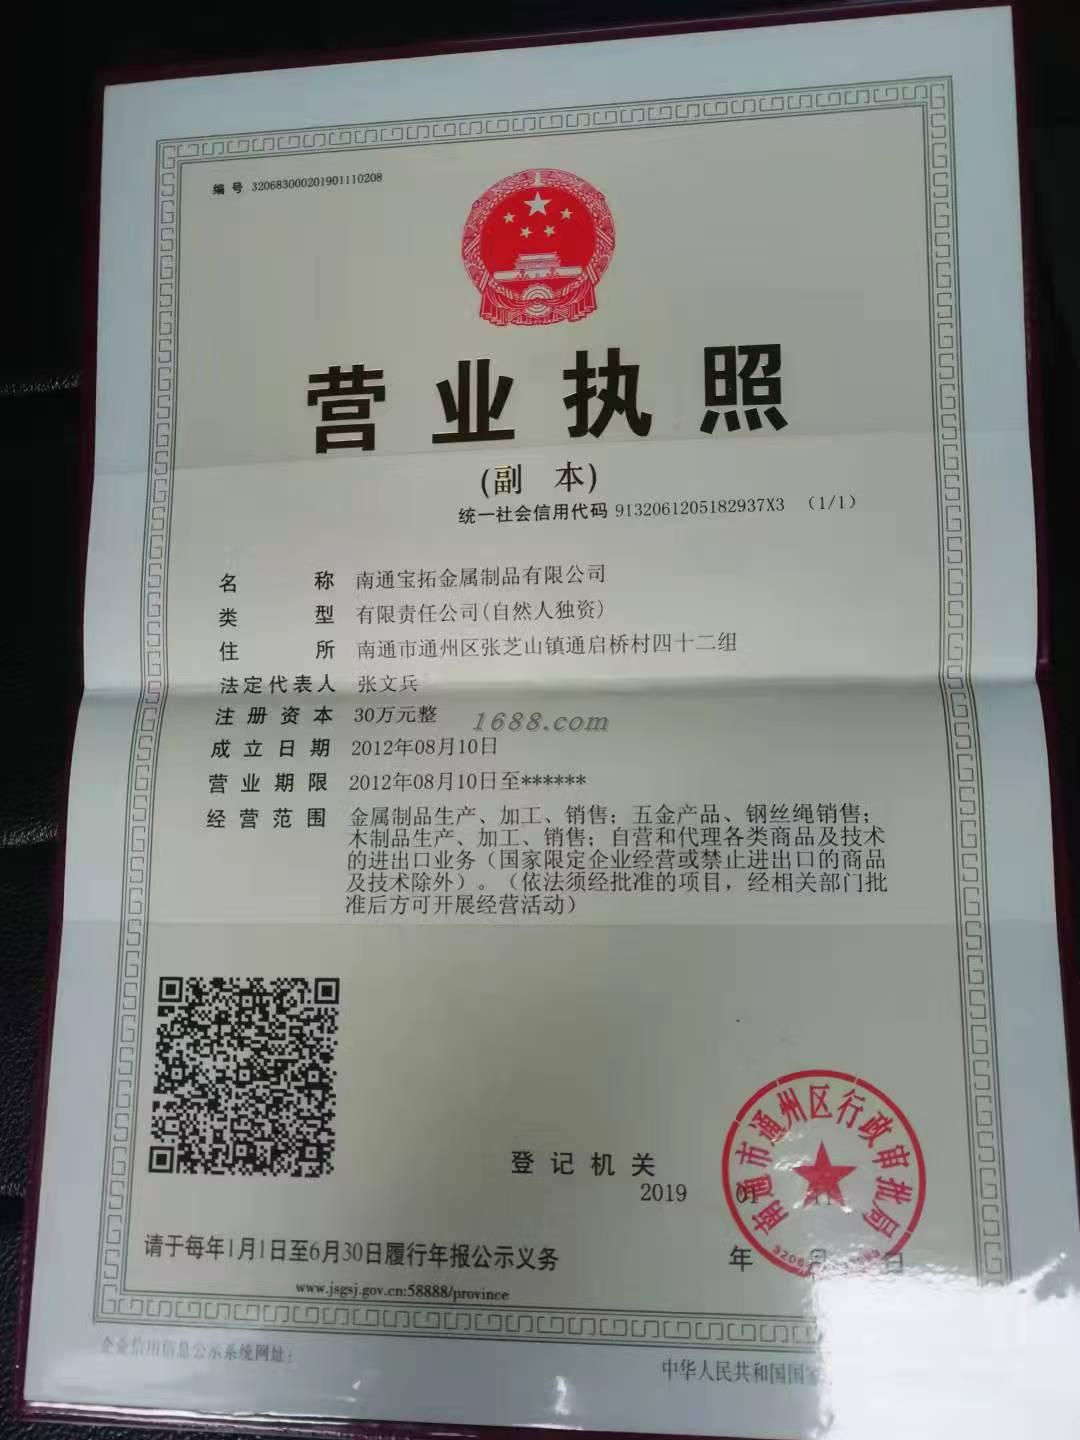 编号 320683000201901110208
营业执照
(副 本)
统一社会信用代码 9132061205182937X3 （1/1）
名称 南通宝拓金属制品有限公司
类型 有限责任公司(自然人独资)
住所 南通市通州区张芝山镇通启桥村四十二组
法定代表人 张文兵
注册资本 30万元整
1688.com
成立日期 2012年08月10日
营业期限 2012年08月10日至******
经营范围 金属制品生产、加工、销售；五金产品、钢丝绳销售；
木制品生产、加工、销售；自营和代理各类商品及技术
的进出口业务（国家限定企业经营或禁止进出口的商品
及技术除外）。（依法须经批准的项目，经相关部门批
准后方可开展经营活动）
南通市通州区行政审批局
登记机关
2019 01 11
年 月 日
请于每年1月1日至6月30日履行年报公示义务
www.jsgsj.gov.cn:58888/province
企业信用信息公示系统网址：
中华人民共和国国家